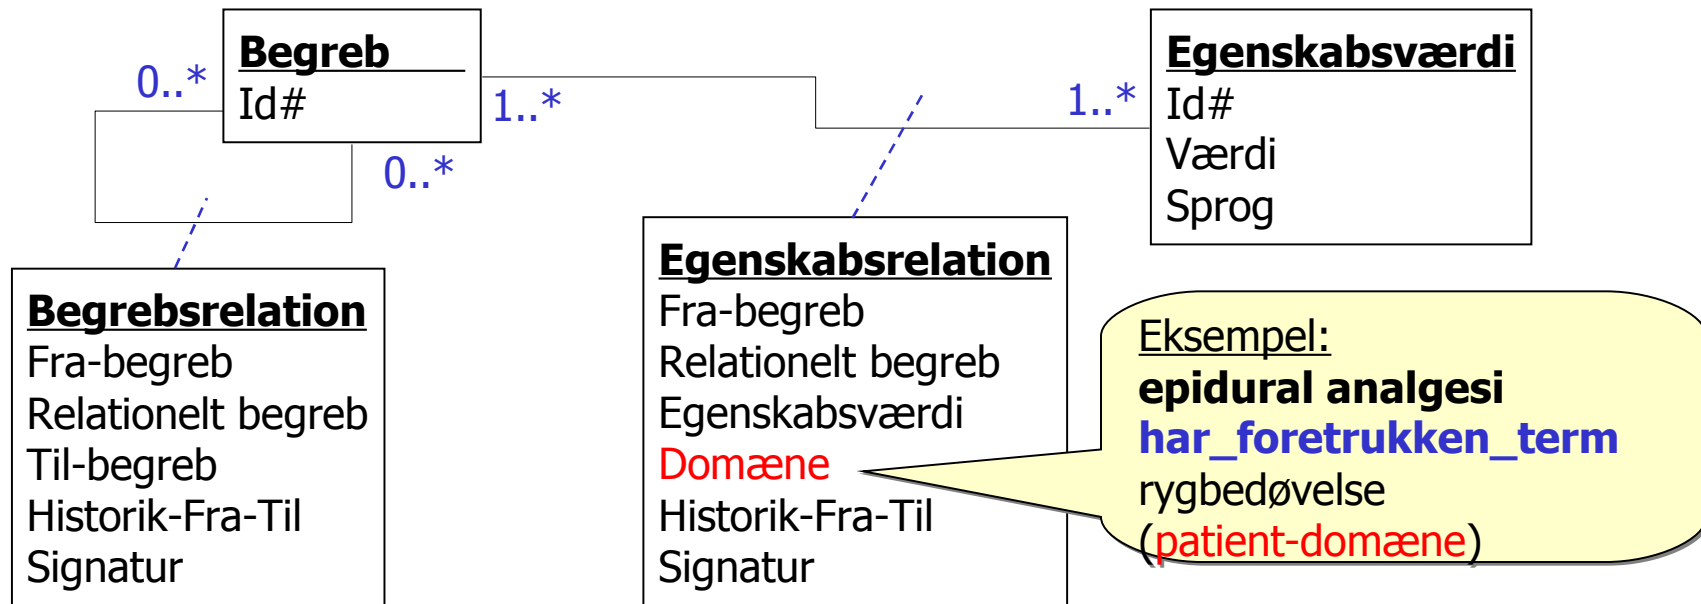 Begreb
Id#
0..*
0..*
1..*
1..*
Egenskabsværdi
Id#
Værdi
Sprog
Begrebsrelation
Fra-begreb
Relationelt begreb
Til-begreb
Historik-Fra-Til
Signatur
Egenskabsrelation
Fra-begreb
Relationelt begreb
Egenskabsværdi
Domæne
Historik-Fra-Til
Signatur
Eksempel:
epidural analgesi
har_foretrukken_term
rygbedøvelse
(patient-domæne)